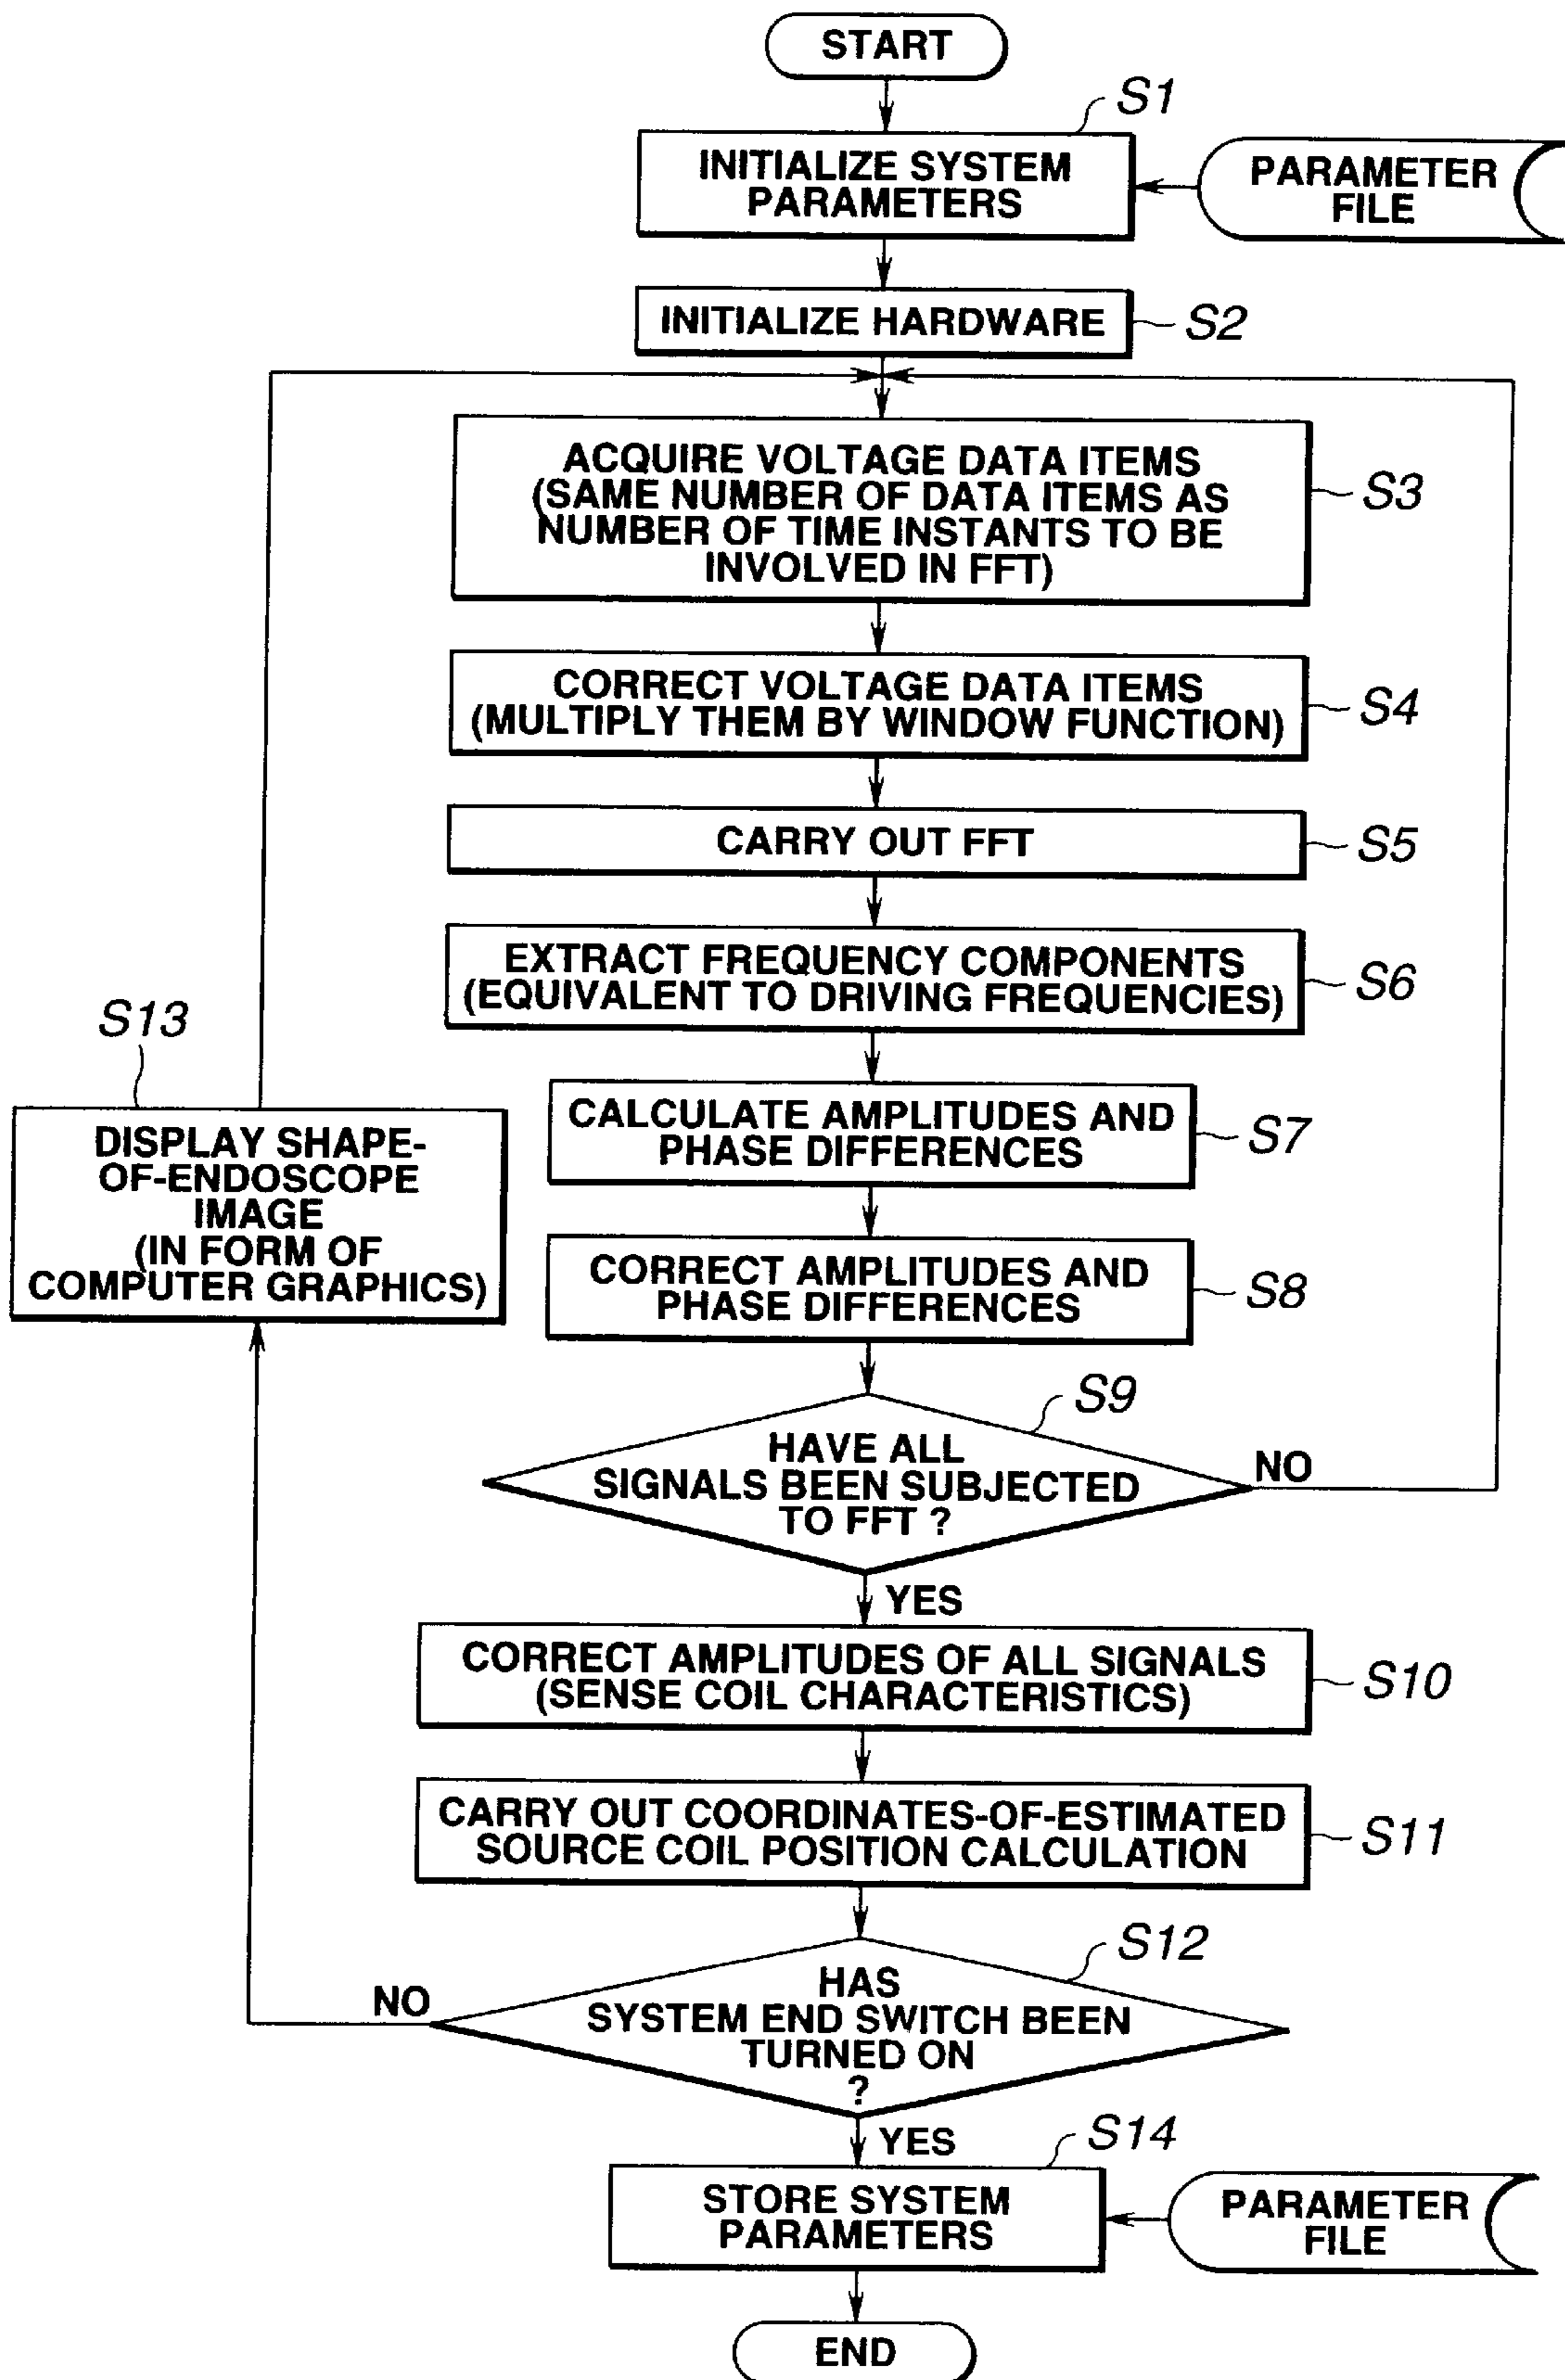 START
S1
INITIALIZE SYSTEM
PARAMETERS
PARAMETER
FILE
INITIALIZE HARDWARE
S2
ACQUIRE VOLTAGE DATA ITEMS
(SAME NUMBER OF DATA ITEMS AS
NUMBER OF TIME INSTANTS TO BE
INVOLVED IN FFT)
S3
CORRECT VOLTAGE DATA ITEMS
(MULTIPLY THEM BY WINDOW FUNCTION)
S4
CARRY OUT FFT
S5
EXTRACT FREQUENCY COMPONENTS
(EQUIVALENT TO DRIVING FREQUENCIES)
S6
S13
DISPLAY SHAPE-
OF-ENDOSCOPE
IMAGE
(IN FORM OF
COMPUTER GRAPHICS)
CALCULATE AMPLITUDES AND
PHASE DIFFERENCES
S7
CORRECT AMPLITUDES AND
PHASE DIFFERENCES
S8
S9
HAVE ALL
SIGNALS BEEN SUBJECTED
TO FFT ?
NO
YES
CORRECT AMPLITUDES OF ALL SIGNALS
(SENSE COIL CHARACTERISTICS)
S10
CARRY OUT COORDINATES-OF-ESTIMATED
SOURCE COIL POSITION CALCULATION
S11
S12
HAS
SYSTEM END SWITCH BEEN
TURNED ON
?
NO
YES
S14
STORE SYSTEM
PARAMETERS
PARAMETER
FILE
END